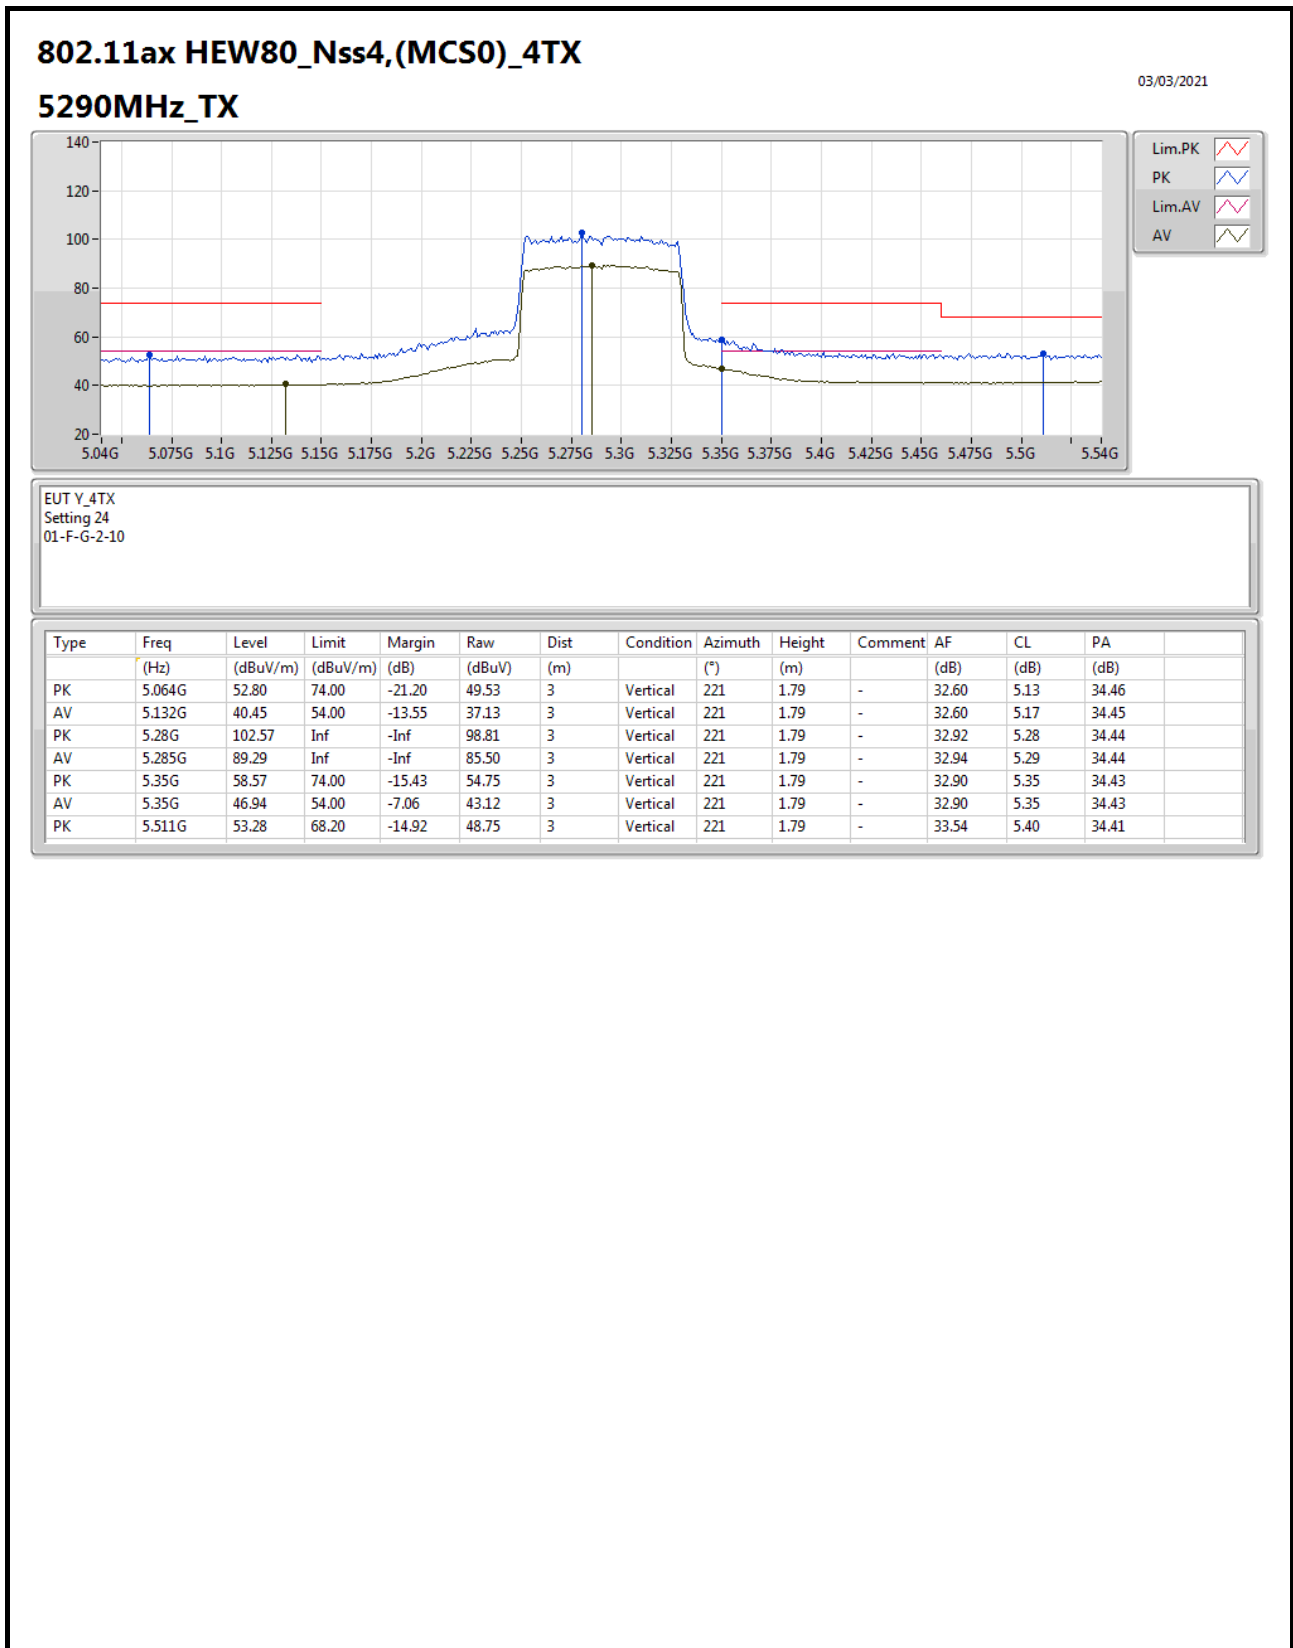 802.11ax HEW80_Nss4,(MCS0)_4TX
03/03/2021
5290MHz_TX
140
120
100
80
60
40
20
5.04G 5.075G 5.1G 5.125G 5.15G 5.175G 5.2G 5.225G 5.25G 5.275G 5.3G 5.325G 5.35G 5.375G 5.4G 5.425G 5.45G 5.475G 5.5G 5.54G
Lim.PK
PK
Lim.AV
AV
EUT Y_4TX
Setting 24
01-F-G-2-10
Type Freq Level Limit Margin Raw Dist Condition Azimuth Height Comment AF CL PA
(Hz) (dBuV/m) (dBuV/m) (dB) (dBuV) (m) (°) (m) (dB) (dB) (dB)
PK 5.064G 52.80 74.00 -21.20 49.53 3 Vertical 221 1.79 - 32.60 5.13 34.46
AV 5.132G 40.45 54.00 -13.55 37.13 3 Vertical 221 1.79 - 32.60 5.17 34.45
PK 5.28G 102.57 Inf -Inf 98.81 3 Vertical 221 1.79 - 32.92 5.28 34.44
AV 5.285G 89.29 Inf -Inf 85.50 3 Vertical 221 1.79 - 32.94 5.29 34.44
PK 5.35G 58.57 74.00 -15.43 54.75 3 Vertical 221 1.79 - 32.90 5.35 34.43
AV 5.35G 46.94 54.00 -7.06 43.12 3 Vertical 221 1.79 - 32.90 5.35 34.43
PK 5.511G 53.28 68.20 -14.92 48.75 3 Vertical 221 1.79 - 33.54 5.40 34.41